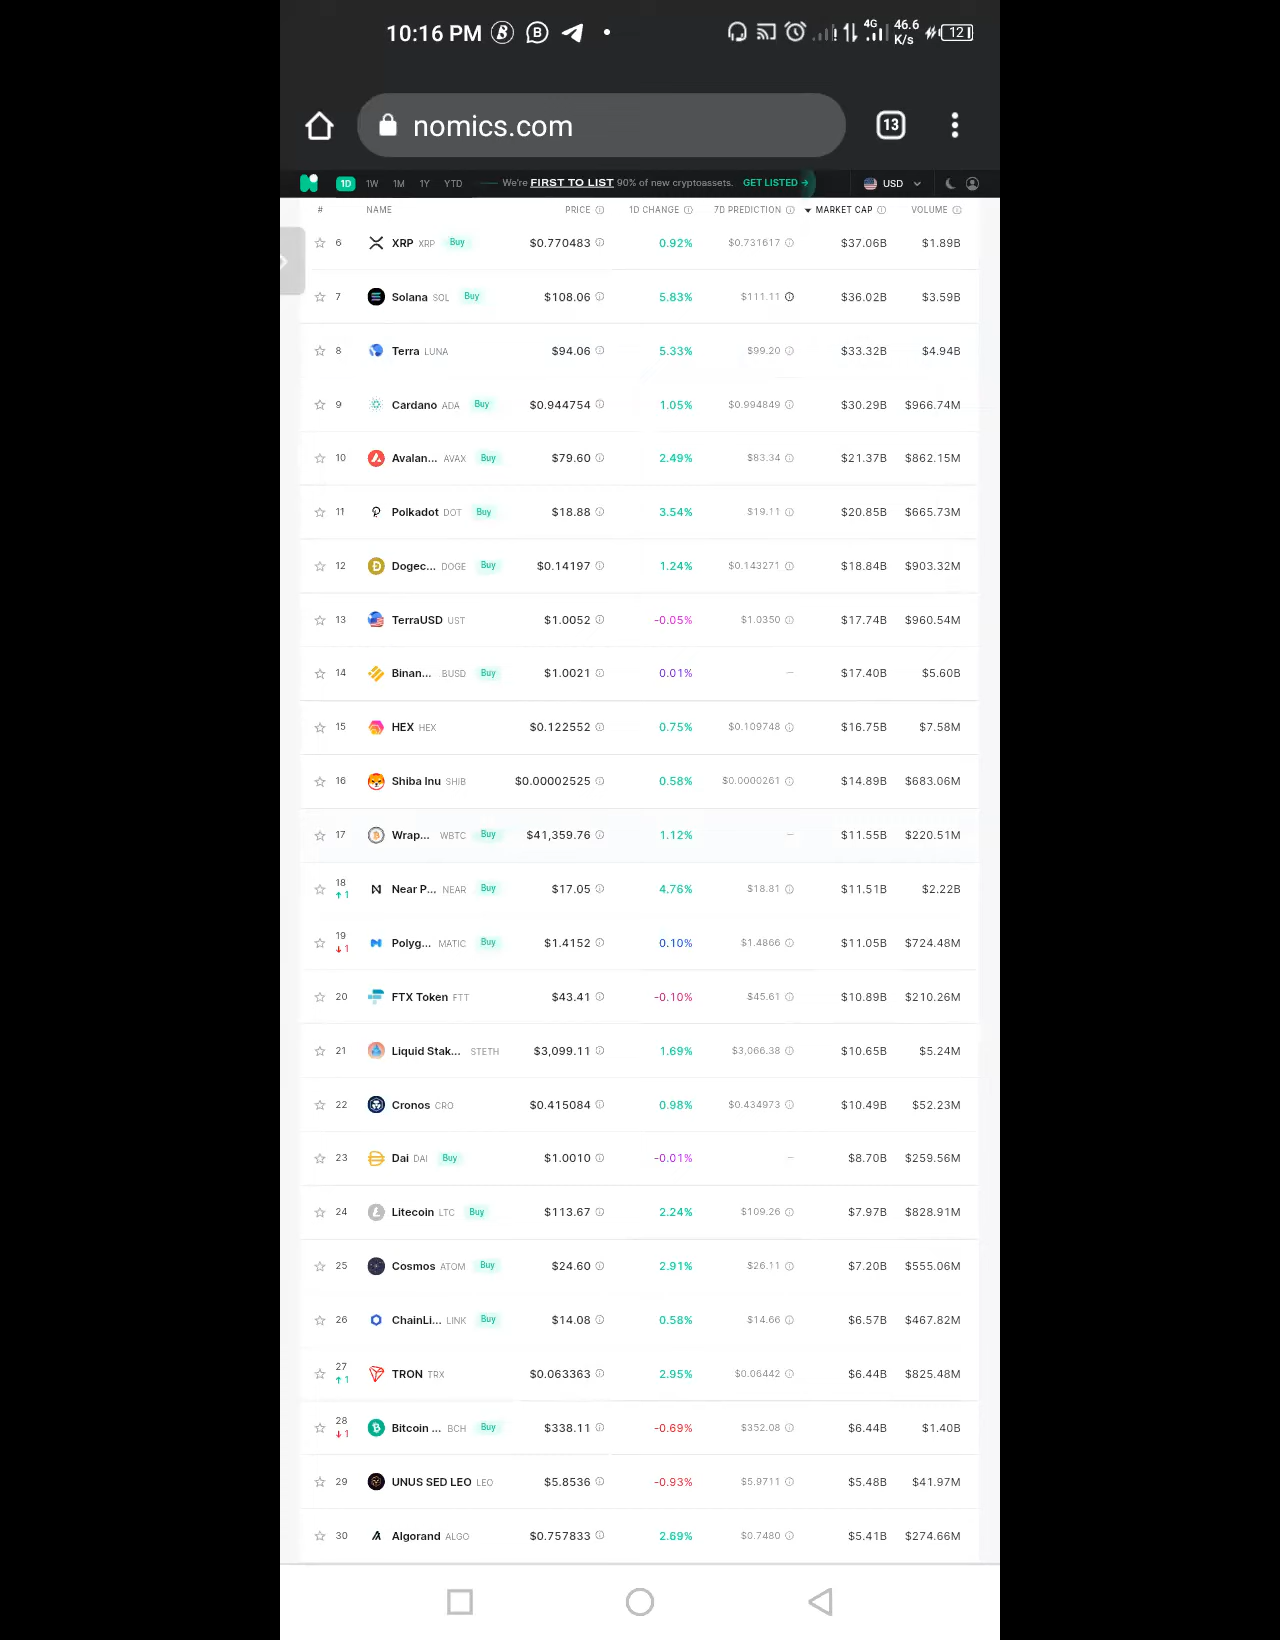 10:16 PM 4G 46.6 K/s 12
nomics.com 13
1D 1W 1M 1Y YTD We're FIRST TO LIST 90% of new cryptoassets. GET LISTED → USD
# NAME PRICE 1D CHANGE 7D PREDICTION MARKET CAP VOLUME
6 XRP XRP Buy $0.770483 0.92% $0.731617 $37.06B $1.89B
7 Solana SOL Buy $108.06 5.83% $111.11 $36.02B $3.59B
8 Terra LUNA $94.06 5.33% $99.20 $33.32B $4.94B
9 Cardano ADA Buy $0.944754 1.05% $0.994849 $30.29B $966.74M
10 Avalan... AVAX Buy $79.60 2.49% $83.34 $21.37B $862.15M
11 Polkadot DOT Buy $18.88 3.54% $19.11 $20.85B $665.73M
12 Dogec... DOGE Buy $0.14197 1.24% $0.143271 $18.84B $903.32M
13 TerraUSD UST $1.0052 -0.05% $1.0350 $17.74B $960.54M
14 Binan... BUSD Buy $1.0021 0.01% – $17.40B $5.60B
15 HEX HEX $0.122552 0.75% $0.109748 $16.75B $7.58M
16 Shiba Inu SHIB $0.00002525 0.58% $0.0000261 $14.89B $683.06M
17 Wrap... WBTC Buy $41,359.76 1.12% – $11.55B $220.51M
18 ↑1 Near P... NEAR Buy $17.05 4.76% $18.81 $11.51B $2.22B
19 ↓1 Polyg... MATIC Buy $1.4152 0.10% $1.4866 $11.05B $724.48M
20 FTX Token FTT $43.41 -0.10% $45.61 $10.89B $210.26M
21 Liquid Stak... STETH $3,099.11 1.69% $3,066.38 $10.65B $5.24M
22 Cronos CRO $0.415084 0.98% $0.434973 $10.49B $52.23M
23 Dai DAI Buy $1.0010 -0.01% – $8.70B $259.56M
24 Litecoin LTC Buy $113.67 2.24% $109.26 $7.97B $828.91M
25 Cosmos ATOM Buy $24.60 2.91% $26.11 $7.20B $555.06M
26 ChainLi... LINK Buy $14.08 0.58% $14.66 $6.57B $467.82M
27 ↑1 TRON TRX $0.063363 2.95% $0.06442 $6.44B $825.48M
28 ↓1 Bitcoin ... BCH Buy $338.11 -0.69% $352.08 $6.44B $1.40B
29 UNUS SED LEO LEO $5.8536 -0.93% $5.9711 $5.48B $41.97M
30 Algorand ALGO $0.757833 2.69% $0.7480 $5.41B $274.66M